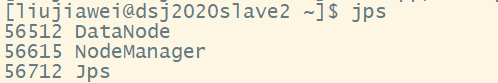 [liujiawei@dsj2020slave2 ~]$ jps
56512 DataNode
56615 NodeManager
56712 Jps